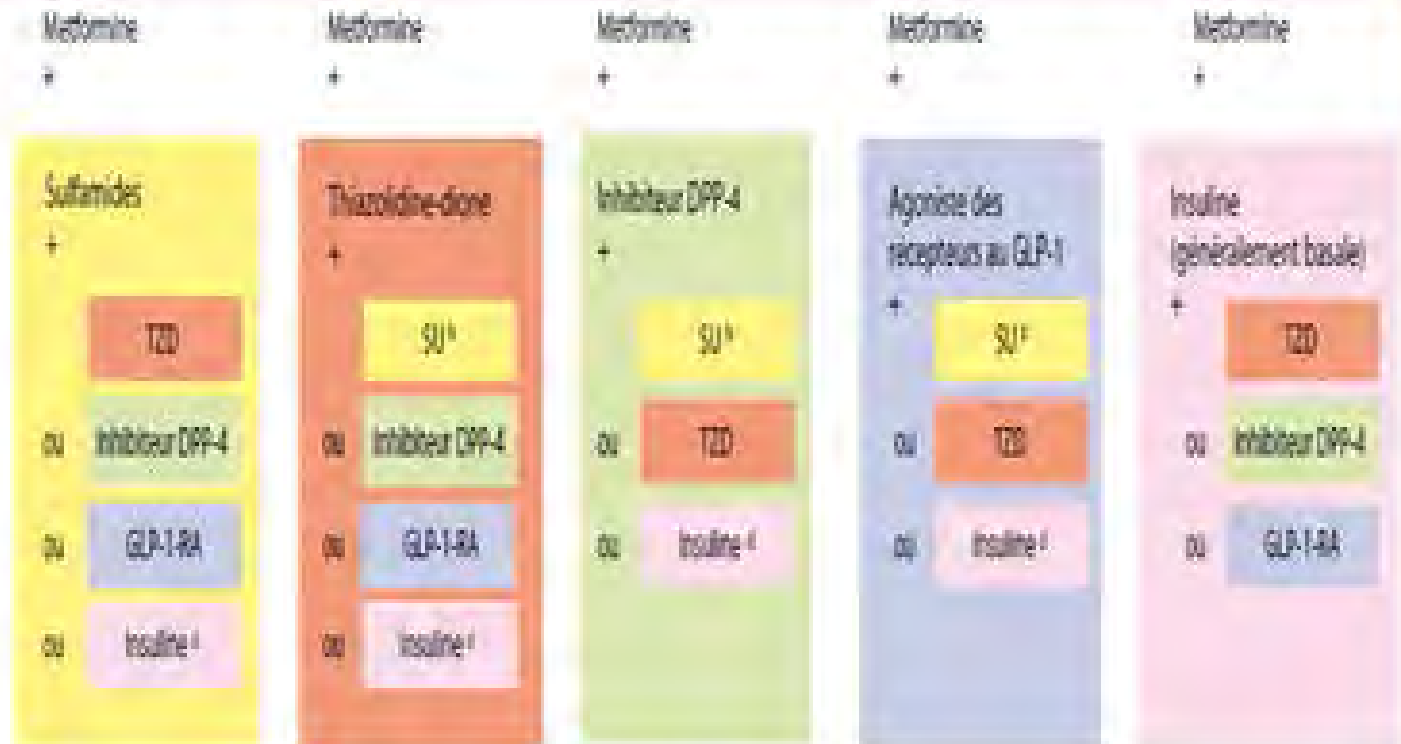 Metformine
+
Sulfamides
+
TZD
ou Inhibiteur DPP-4
ou GLP-1-RA
ou Insuline
Metformine
+
Thiazolidine-dione
+
SU
ou Inhibiteur DPP-4
ou GLP-1-RA
ou Insuline
Metformine
+
Inhibiteur DPP-4
+
SU
ou TZD
ou Insuline
Metformine
+
Agoniste des
récepteurs au GLP-1
+
SU
ou TZD
ou Insuline
Metformine
+
Insuline
(généralement basale)
+
TZD
ou Inhibiteur DPP-4
ou GLP-1-RA